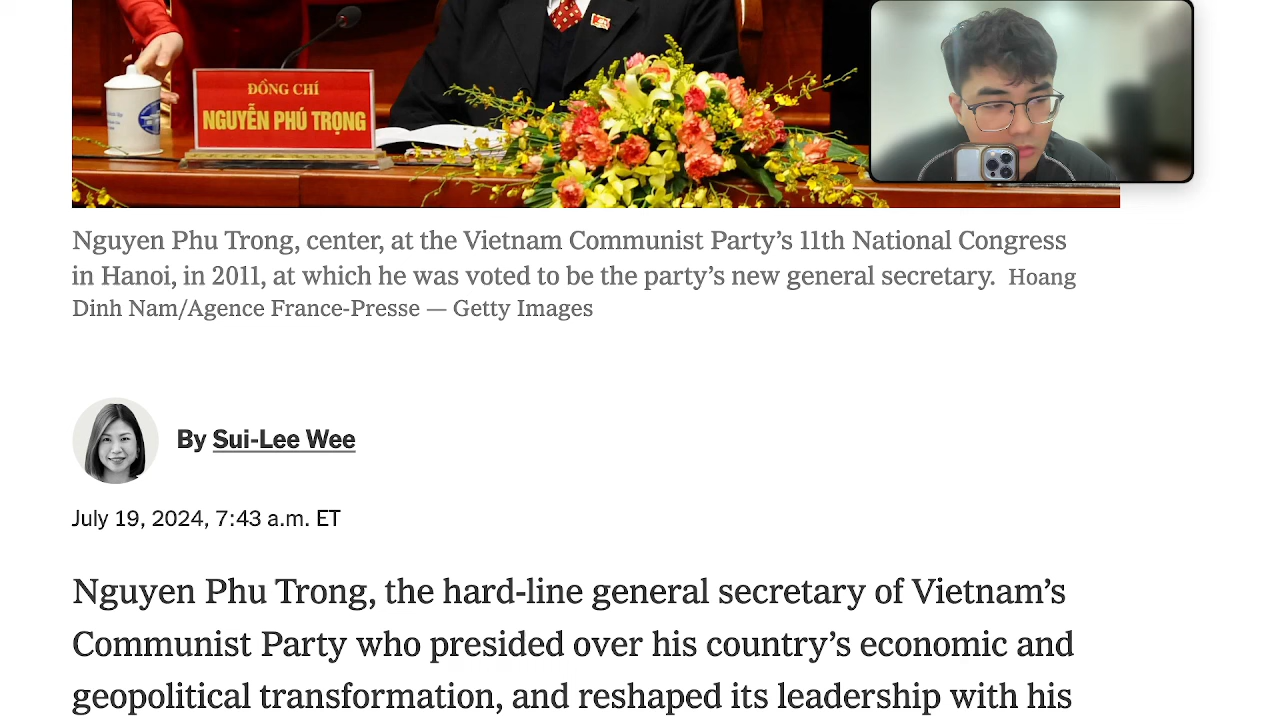 ĐỒNG CHÍ
NGUYỄN PHÚ TRỌNG
Nguyen Phu Trong, center, at the Vietnam Communist Party’s 11th National Congress
in Hanoi, in 2011, at which he was voted to be the party’s new general secretary. Hoang
Dinh Nam/Agence France-Presse — Getty Images
By Sui-Lee Wee
July 19, 2024, 7:43 a.m. ET
Nguyen Phu Trong, the hard-line general secretary of Vietnam’s
Communist Party who presided over his country’s economic and
geopolitical transformation, and reshaped its leadership with his